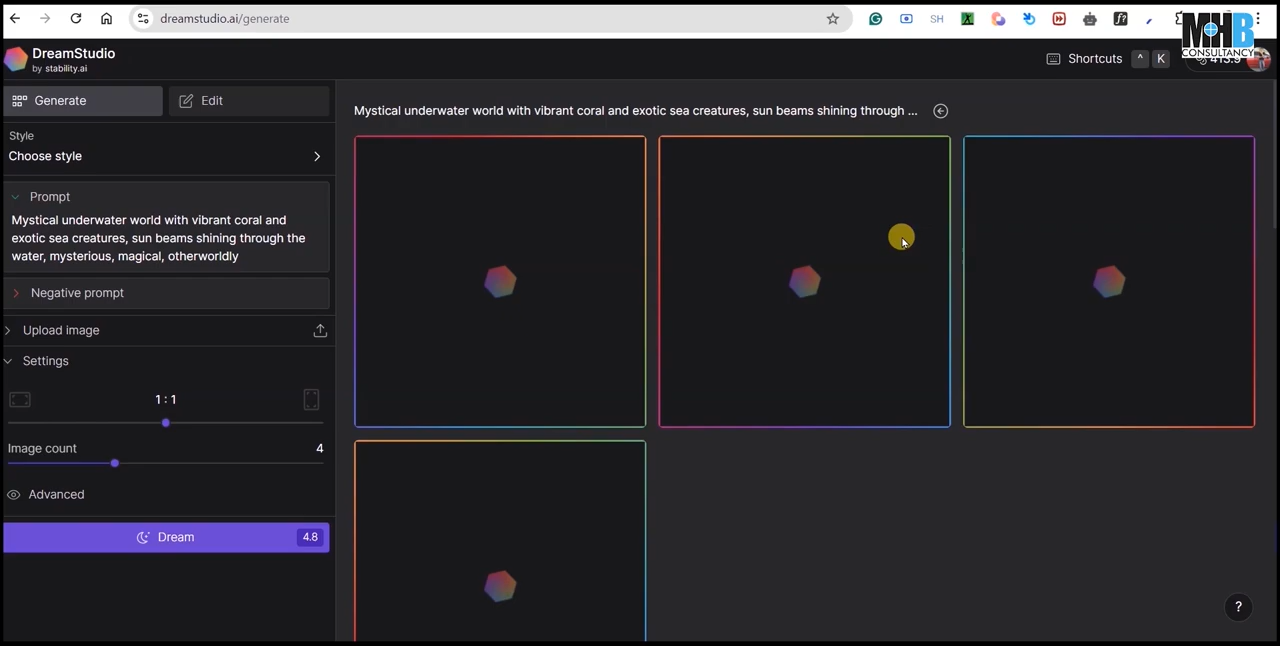 dreamstudio.ai/generate
SH
f?
MHB
CONSULTANCY
DreamStudio
by stability.ai
Shortcuts ^ K
413.9
Generate
Edit
Mystical underwater world with vibrant coral and exotic sea creatures, sun beams shining through ...
Style
Choose style
Prompt
Mystical underwater world with vibrant coral and
exotic sea creatures, sun beams shining through the
water, mysterious, magical, otherworldly
Negative prompt
Upload image
Settings
1 : 1
Image count 4
Advanced
Dream 4.8
?